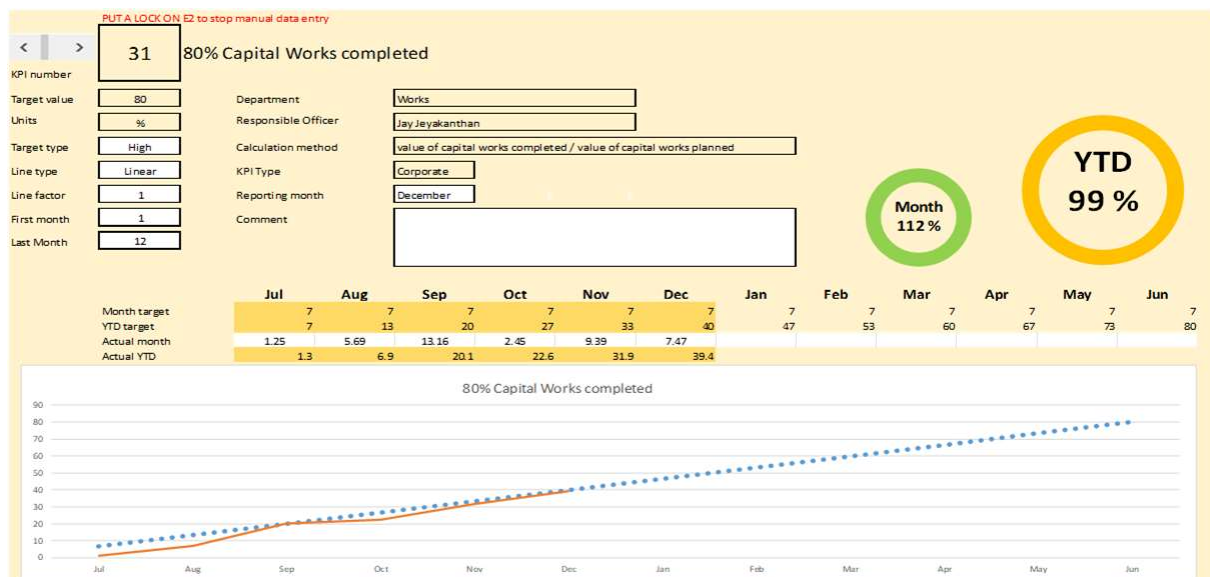 PUT A LOCK ON E2 to stop manual data entry
< >
31 80% Capital Works completed
KPI number
Target value 80 Department Works
Units % Responsible Officer Jay Jeyakanthan
Target type High Calculation method value of capital works completed / value of capital works planned
Line type Linear KPI Type Corporate
Line factor 1 Reporting month December
First month 1 Comment
Last Month 12
Month
112 %
YTD
99 %
Jul Aug Sep Oct Nov Dec Jan Feb Mar Apr May Jun
Month target 7 7 7 7 7 7 7 7 7 7 7 7
YTD target 7 13 20 27 33 40 47 53 60 67 73 80
Actual month 1.25 5.69 13.16 2.45 9.39 7.47
Actual YTD 1.3 6.9 20.1 22.6 31.9 39.4
80% Capital Works completed
90
80
70
60
50
40
30
20
10
0
Jul Aug Sep Oct Nov Dec Jan Feb Mar Apr May Jun